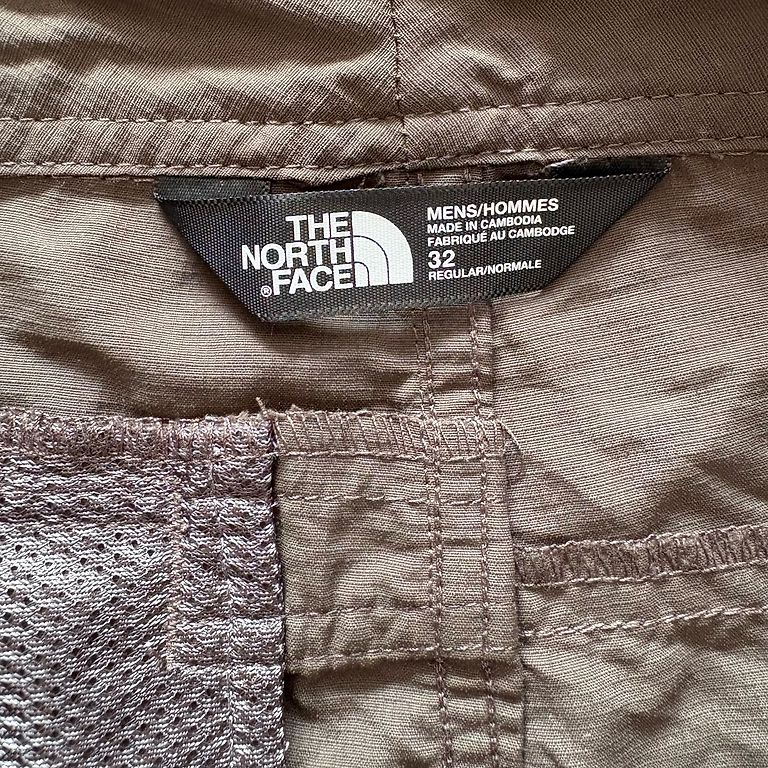 THE
NORTH
®FACE
MENS/HOMMES
MADE IN CAMBODIA
FABRIQUÉ AU CAMBODGE
32
REGULAR/NORMALE